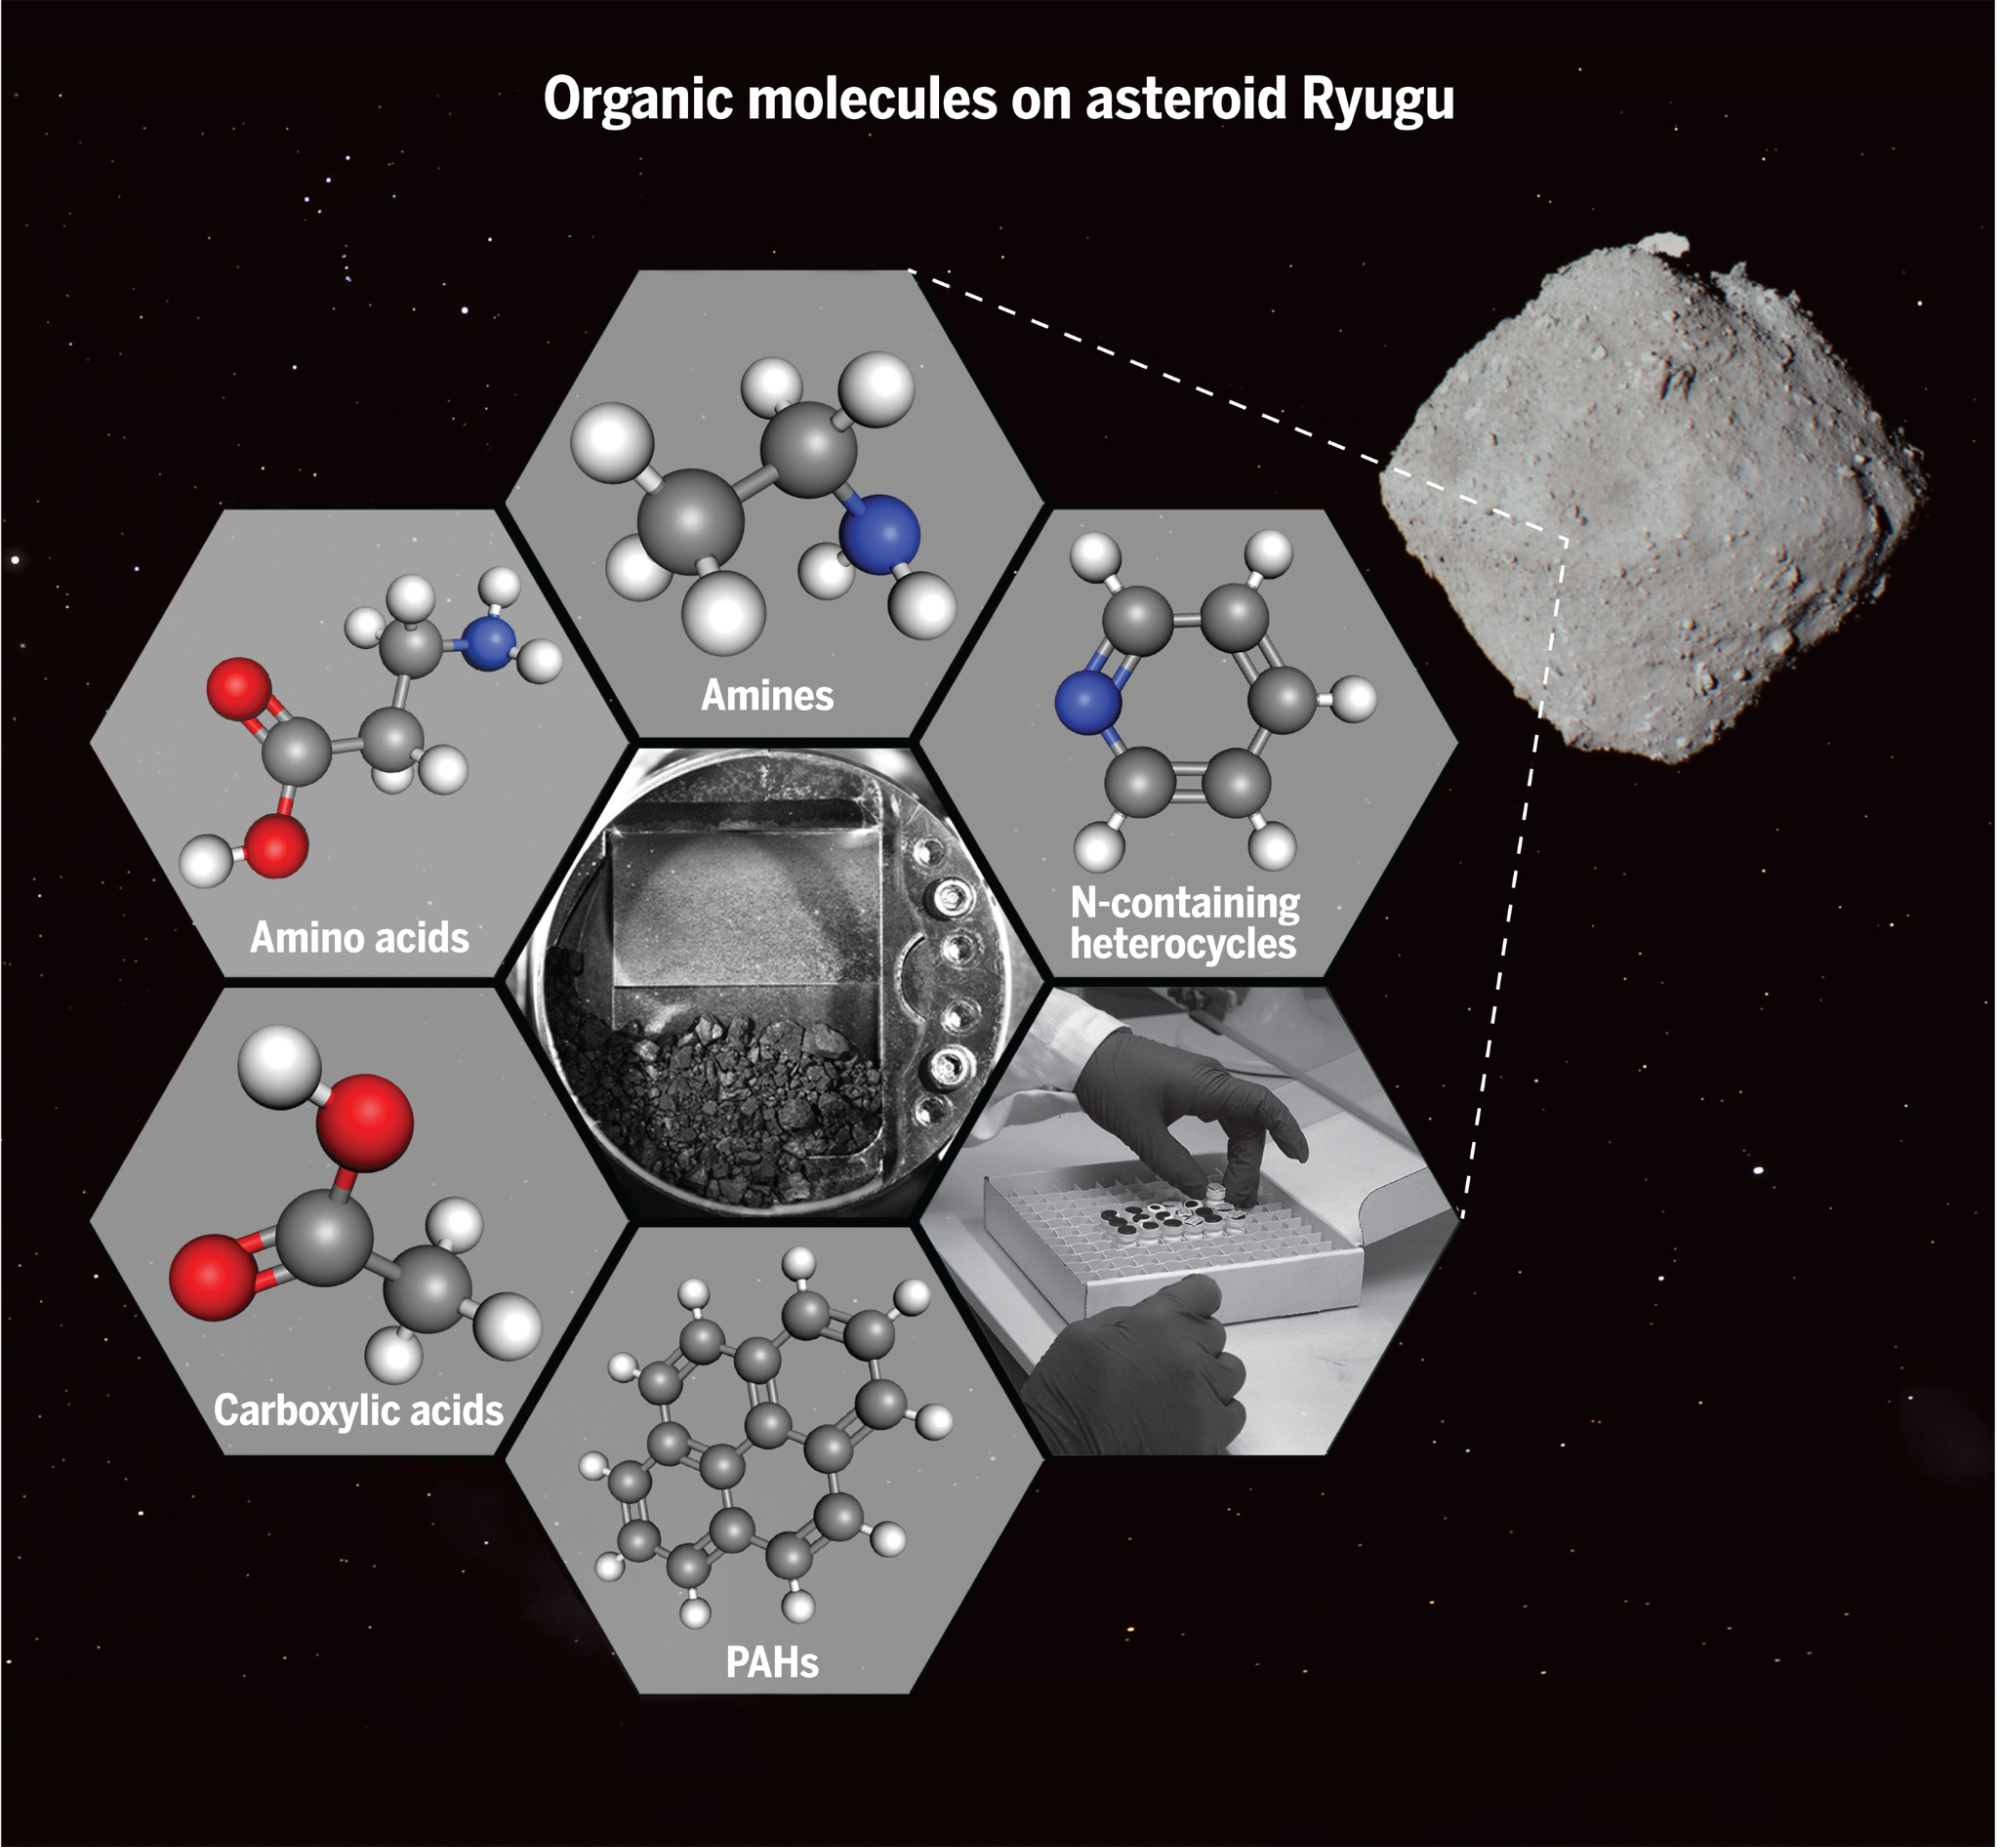 Organic molecules on asteroid Ryugu
Amines
Amino acids
N-containing
heterocycles
Carboxylic acids
PAHs